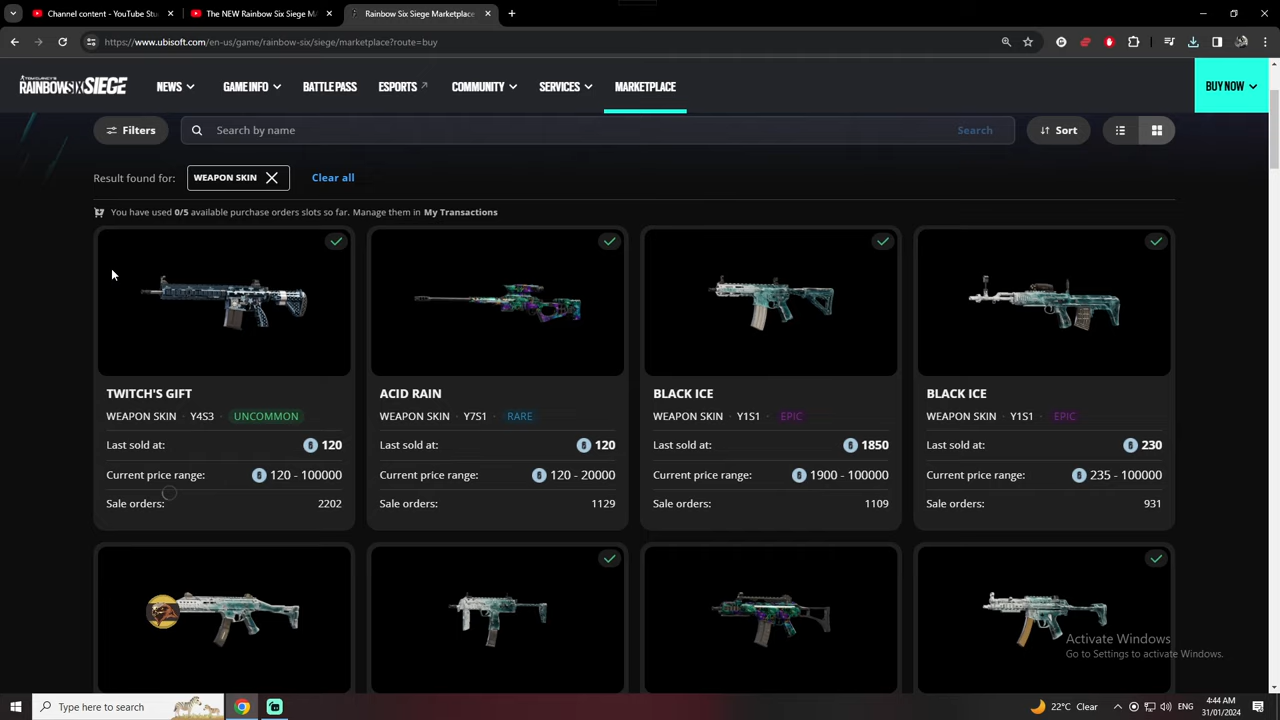 Channel content - YouTube Stu
The NEW Rainbow Six Siege M
Rainbow Six Siege Marketplace
https://www.ubisoft.com/en-us/game/rainbow-six/siege/marketplace?route=buy
TOM CLANCY'S RAINBOW SIX SIEGE
NEWS GAME INFO BATTLE PASS ESPORTS COMMUNITY SERVICES MARKETPLACE BUY NOW
Filters Search by name Search Sort
Result found for: WEAPON SKIN Clear all
You have used 0/5 available purchase orders slots so far. Manage them in My Transactions
TWITCH'S GIFT
WEAPON SKIN · Y4S3 · UNCOMMON
Last sold at: 120
Current price range: 120 - 100000
Sale orders: 2202
ACID RAIN
WEAPON SKIN · Y7S1 · RARE
Last sold at: 120
Current price range: 120 - 20000
Sale orders: 1129
BLACK ICE
WEAPON SKIN · Y1S1 · EPIC
Last sold at: 1850
Current price range: 1900 - 100000
Sale orders: 1109
BLACK ICE
WEAPON SKIN · Y1S1 · EPIC
Last sold at: 230
Current price range: 235 - 100000
Sale orders: 931
Activate Windows
Go to Settings to activate Windows.
Type here to search
22°C Clear
ENG
4:44 AM
31/01/2024